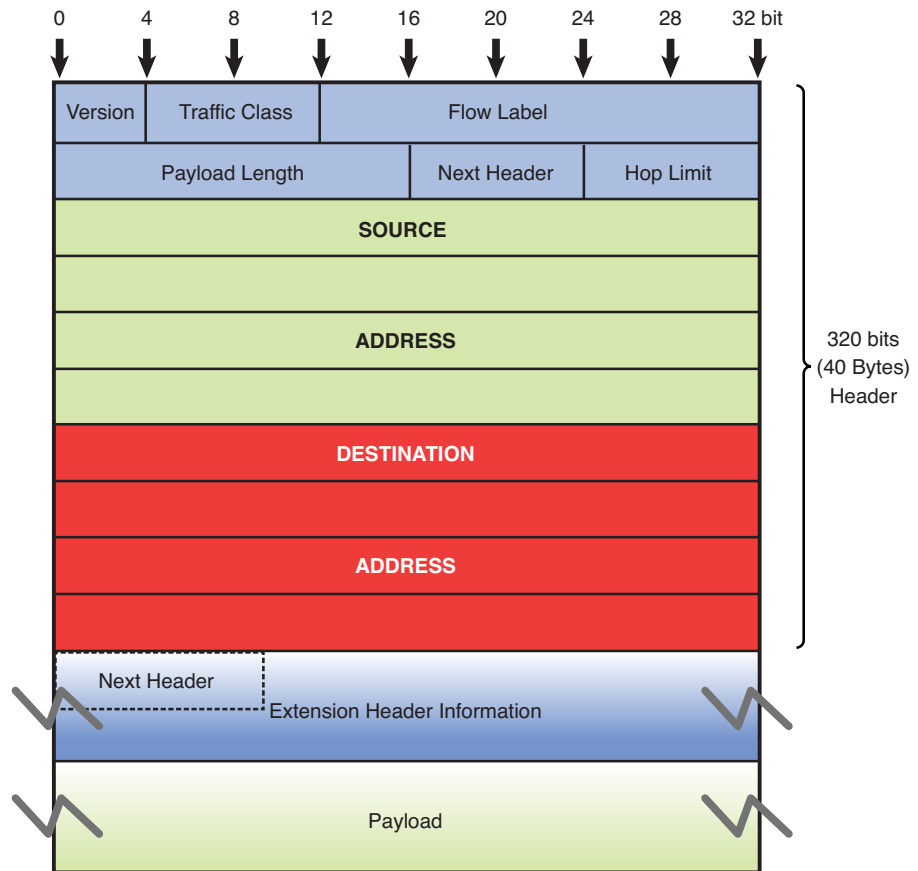 0 4 8 12 16 20 24 28 32 bit
Version Traffic Class Flow Label
Payload Length Next Header Hop Limit
SOURCE
ADDRESS
320 bits
(40 Bytes)
Header
DESTINATION
ADDRESS
Next Header
Extension Header Information
Payload